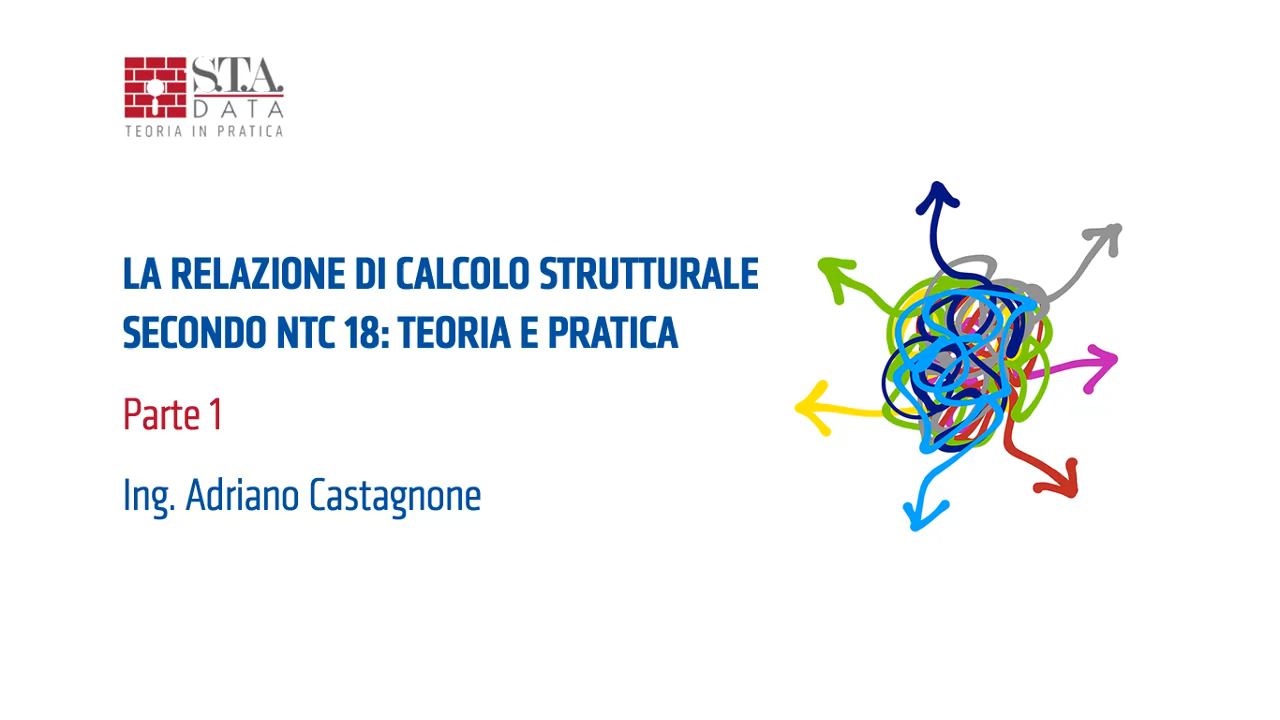 S.T.A.
DATA
TEORIA IN PRATICA
LA RELAZIONE DI CALCOLO STRUTTURALE
SECONDO NTC 18: TEORIA E PRATICA
Parte 1
Ing. Adriano Castagnone